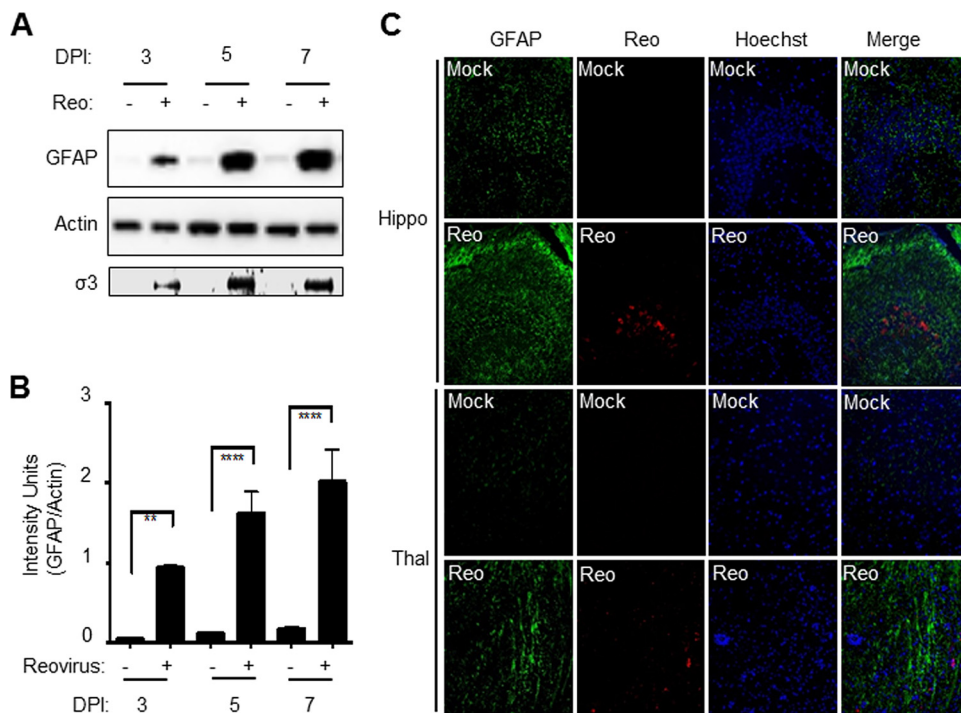 A
DPI: 3 5 7
Reo: - + - + - +
GFAP
Actin
σ3
B
Intensity Units
(GFAP/Actin)
3
2
1
0
** **** ****
Reovirus: - + - + - +
DPI: 3 5 7
C
GFAP Reo Hoechst Merge
Hippo
Mock Mock Mock Mock
Reo Reo Reo Reo
Thal
Mock Mock Mock Mock
Reo Reo Reo Reo